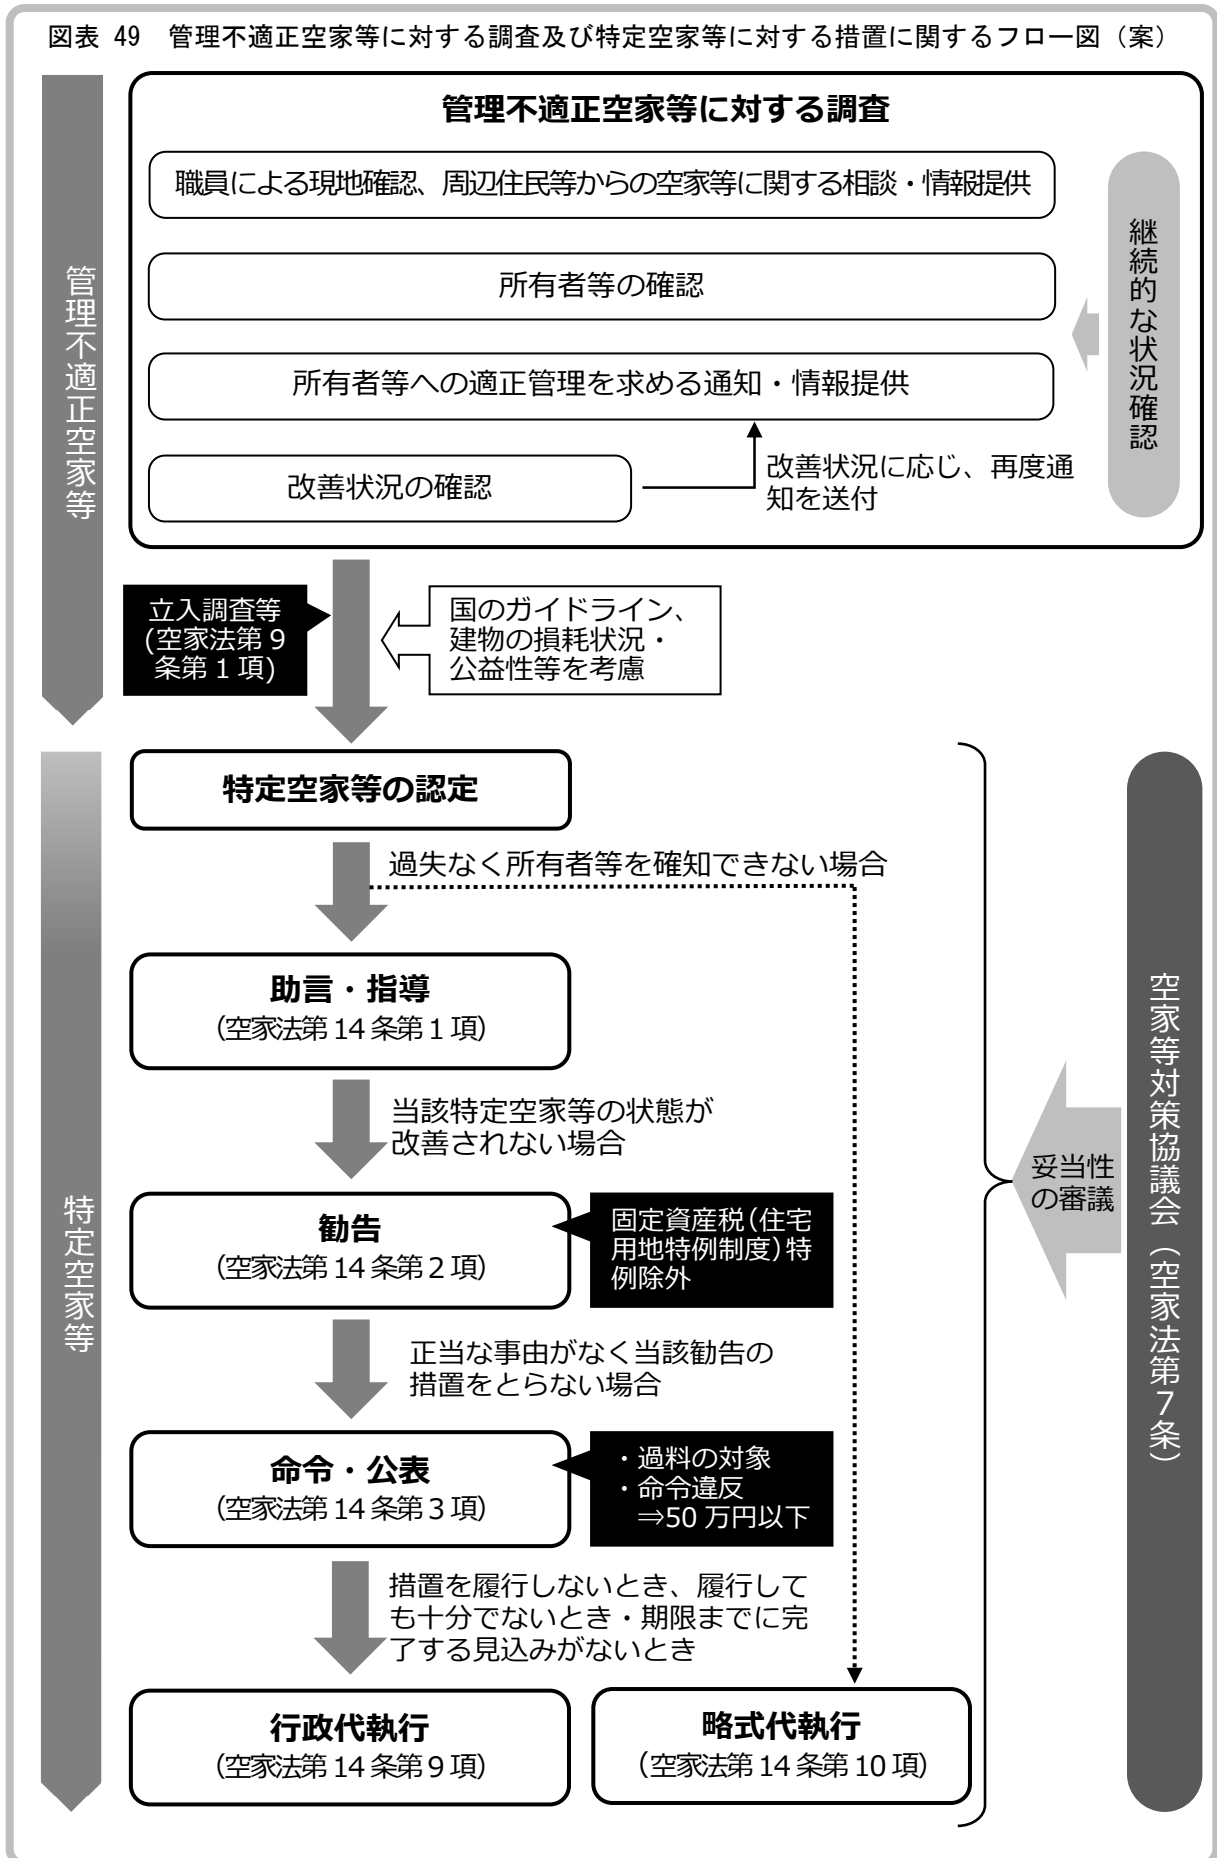 図表 49　管理不適正空家等に対する調査及び特定空家等に対する措置に関するフロー図（案）
管理不適正空家等
管理不適正空家等に対する調査
職員による現地確認、周辺住民等からの空家等に関する相談・情報提供
所有者等の確認
所有者等への適正管理を求める通知・情報提供
改善状況の確認
改善状況に応じ、再度通
知を送付
継続的な状況確認
立入調査等
(空家法第 9
条第 1 項)
国のガイドライン、
建物の損耗状況・
公益性等を考慮
特定空家等
特定空家等の認定
過失なく所有者等を確知できない場合
助言・指導
（空家法第 14 条第 1 項）
当該特定空家等の状態が
改善されない場合
勧告
（空家法第 14 条第 2 項）
固定資産税（住宅
用地特例制度）特
例除外
正当な事由がなく当該勧告の
措置をとらない場合
命令・公表
（空家法第 14 条第 3 項）
・過料の対象
・命令違反
⇒50 万円以下
措置を履行しないとき、履行して
も十分でないとき・期限までに完
了する見込みがないとき
行政代執行
（空家法第 14 条第 9 項）
略式代執行
（空家法第 14 条第 10 項）
妥当性
の審議
空家等対策協議会（空家法第７条）